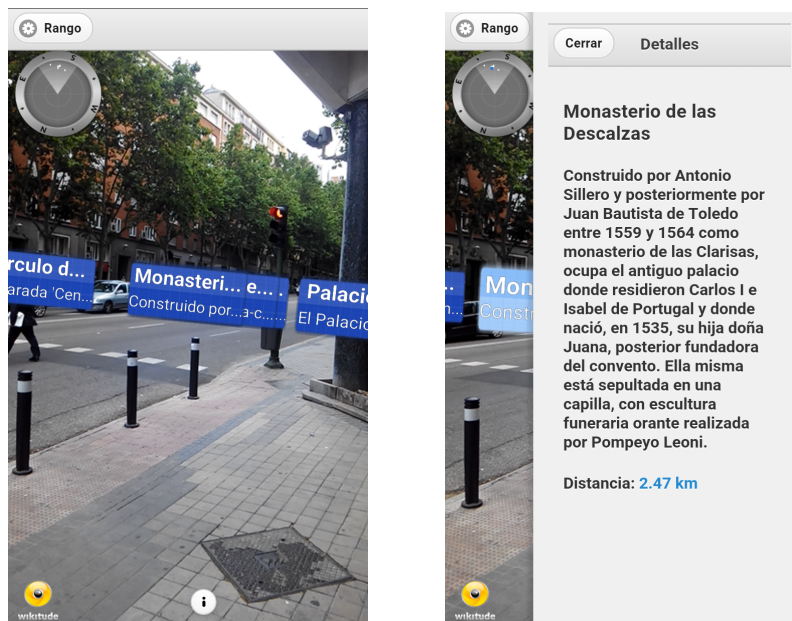 Rango
S
E
W
N
rculo d...
arada 'Cen...
Monasteri... e... .
Construido por...a-c......
Palaci
El Palacio
wikitude
i
Rango
S
E
W
N
n...
Mon
Constr
wikitude
Cerrar
Detalles
Monasterio de las
Descalzas
Construido por Antonio
Sillero y posteriormente por
Juan Bautista de Toledo
entre 1559 y 1564 como
monasterio de las Clarisas,
ocupa el antiguo palacio
donde residieron Carlos I e
Isabel de Portugal y donde
nació, en 1535, su hija doña
Juana, posterior fundadora
del convento. Ella misma
está sepultada en una
capilla, con escultura
funeraria orante realizada
por Pompeyo Leoni.
Distancia: 2.47 km